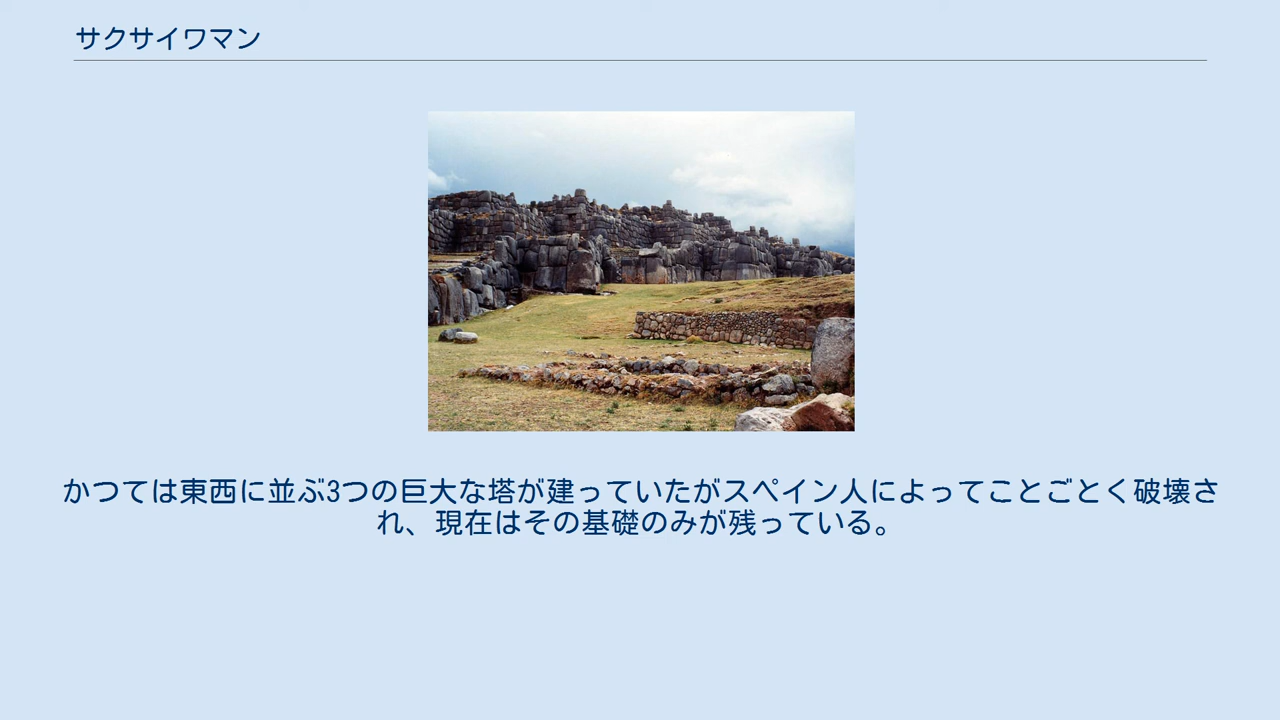 サクサイワマン
かつては東西に並ぶ3つの巨大な塔が建っていたがスペイン人によってことごとく破壊さ
れ、現在はその基礎のみが残っている。